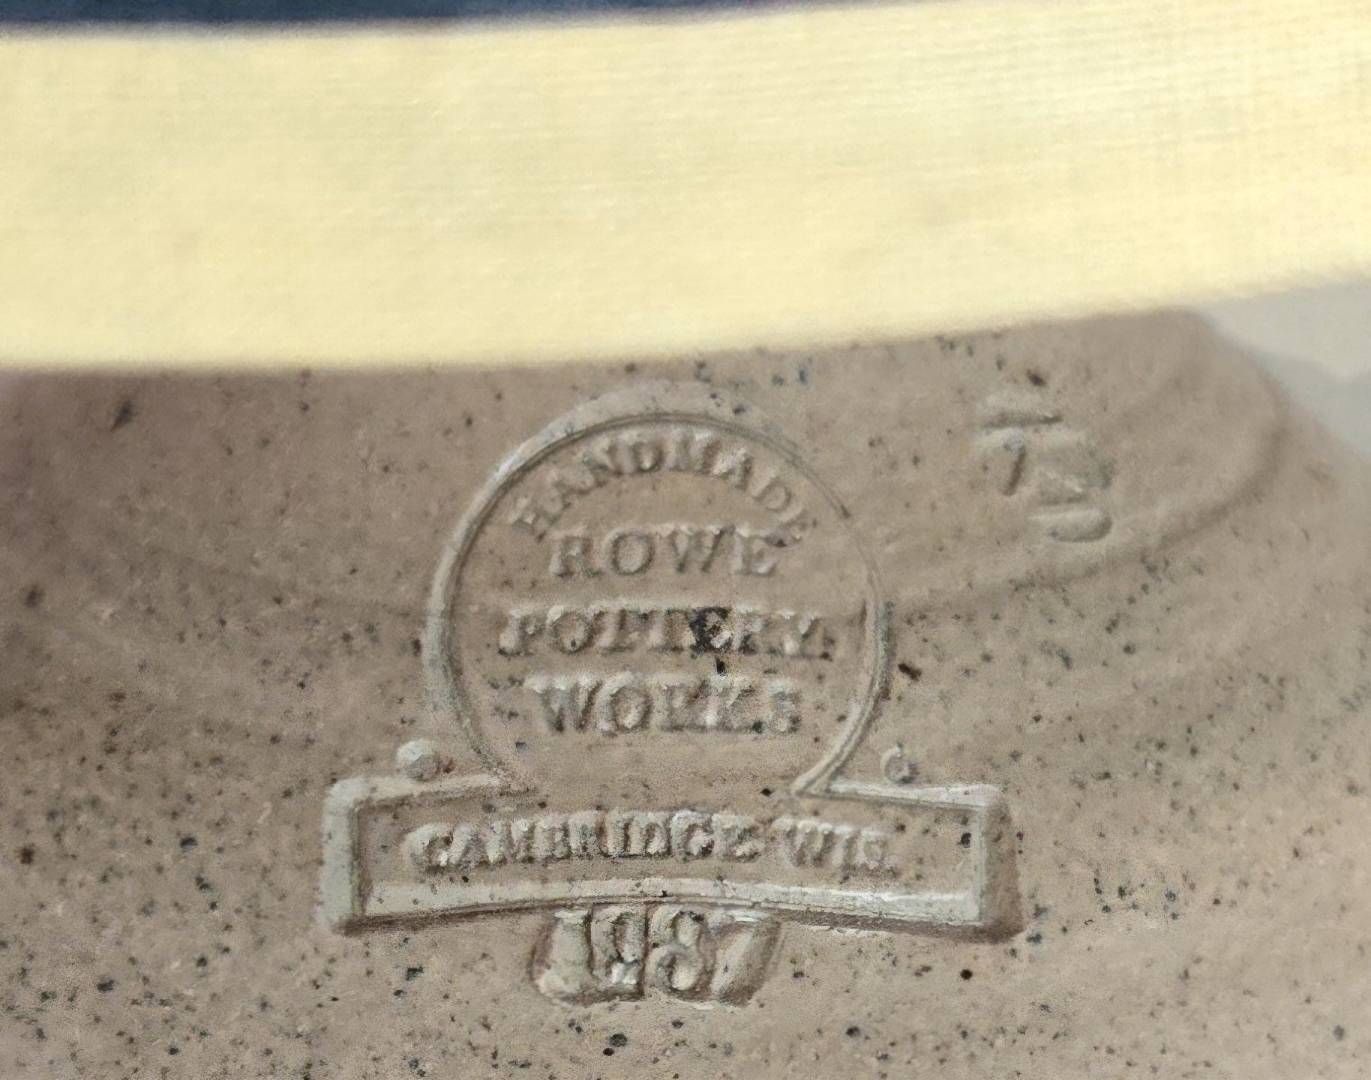 HANDMADE
ROWE
POTTERY
WORKS
CAMBRIDGE WIS.
1987